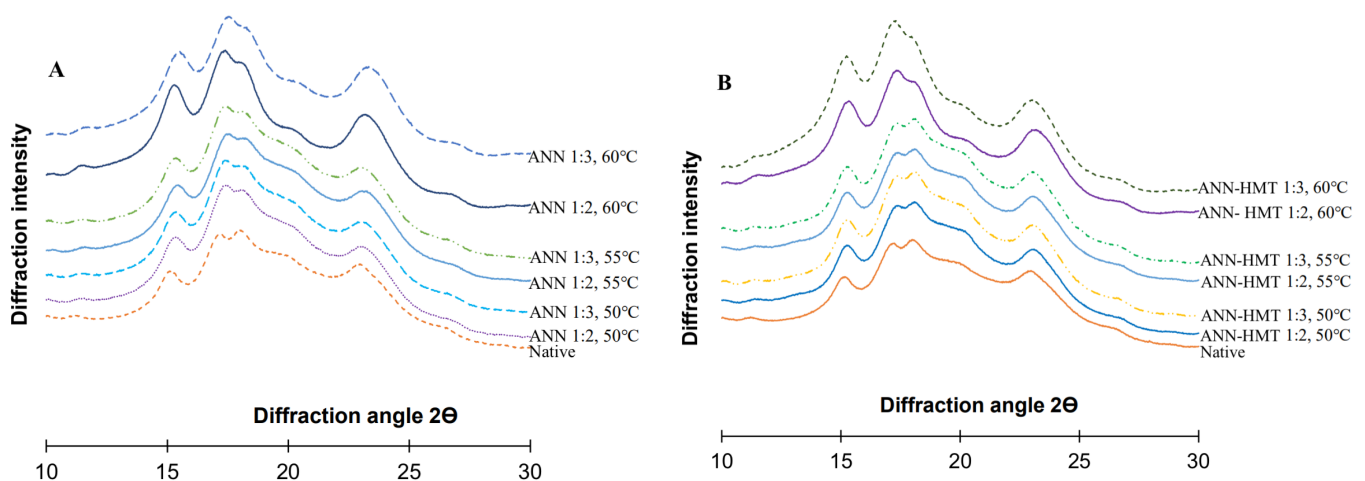 A
Diffraction intensity
ANN 1:3, 60℃
ANN 1:2, 60℃
ANN 1:3, 55℃
ANN 1:2, 55℃
ANN 1:3, 50℃
ANN 1:2, 50℃
Native
Diffraction angle 2Ɵ
10 15 20 25 30
B
Diffraction intensity
ANN-HMT 1:3, 60℃
ANN- HMT 1:2, 60℃
ANN-HMT 1:3, 55℃
ANN-HMT 1:2, 55℃
ANN-HMT 1:3, 50℃
ANN-HMT 1:2, 50℃
Native
Diffraction angle 2Ɵ
10 15 20 25 30